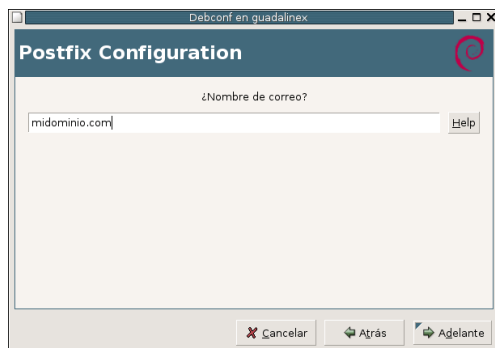 Debconf en guadalinex
Postfix Configuration
¿Nombre de correo?
midominio.com
Help
Cancelar
Atrás
Adelante